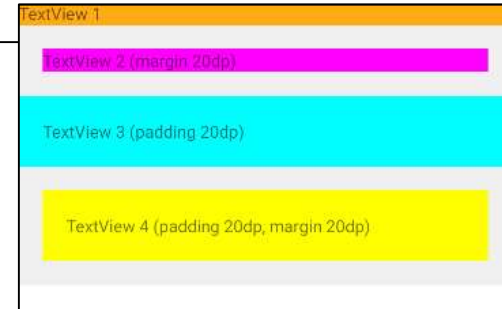 TextView 1
TextView 2 (margin 20dp)
TextView 3 (padding 20dp)
TextView 4 (padding 20dp, margin 20dp)